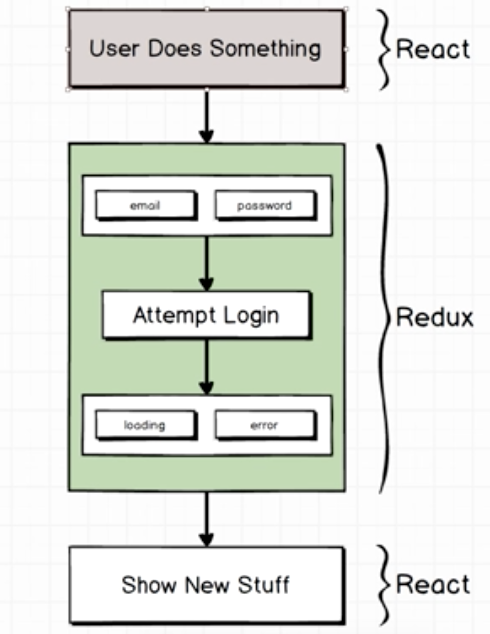 User Does Something
React
email
password
Attempt Login
Redux
loading
error
Show New Stuff
React